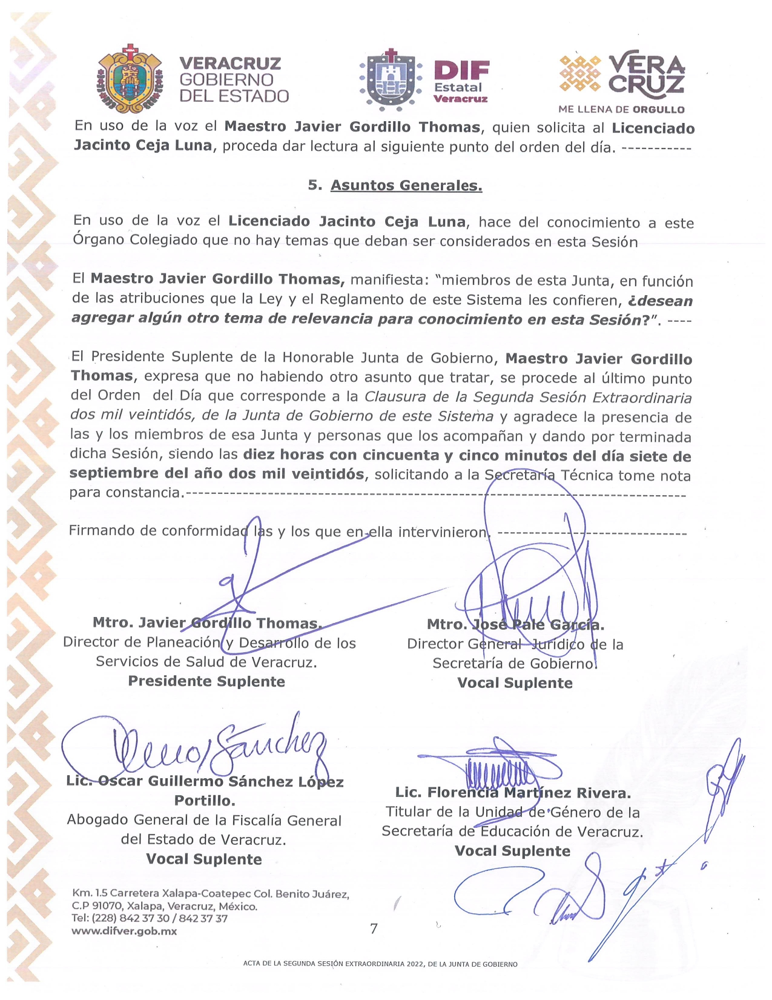 VERACRUZ
GOBIERNO
DEL ESTADO
DIF
Estatal
Veracruz
VERA
CRUZ
ME LLENA DE ORGULLO
En uso de la voz el Maestro Javier Gordillo Thomas, quien solicita al Licenciado
Jacinto Ceja Luna, proceda dar lectura al siguiente punto del orden del día. -----------
5. Asuntos Generales.
En uso de la voz el Licenciado Jacinto Ceja Luna, hace del conocimiento a este
Órgano Colegiado que no hay temas que deban ser considerados en esta Sesión
El Maestro Javier Gordillo Thomas, manifiesta: “miembros de esta Junta, en función
de las atribuciones que la Ley y el Reglamento de este Sistema les confieren, ¿desean
agregar algún otro tema de relevancia para conocimiento en esta Sesión?”. ----
El Presidente Suplente de la Honorable Junta de Gobierno, Maestro Javier Gordillo
Thomas, expresa que no habiendo otro asunto que tratar, se procede al último punto
del Orden del Día que corresponde a la Clausura de la Segunda Sesión Extraordinaria
dos mil veintidós, de la Junta de Gobierno de este Sistema y agradece la presencia de
las y los miembros de esa Junta y personas que los acompañan y dando por terminada
dicha Sesión, siendo las diez horas con cincuenta y cinco minutos del día siete de
septiembre del año dos mil veintidós, solicitando a la Secretaría Técnica tome nota
para constancia.--------------------------------------------------------------------------------
Firmando de conformidad las y los que en ella intervinieron. ------------------------------
Mtro. Javier Gordillo Thomas.
Director de Planeación y Desarrollo de los
Servicios de Salud de Veracruz.
Presidente Suplente
Mtro. José Pale García.
Director General Jurídico de la
Secretaría de Gobierno.
Vocal Suplente
Sánchez
Lic. Oscar Guillermo Sánchez López
Portillo.
Abogado General de la Fiscalía General
del Estado de Veracruz.
Vocal Suplente
Lic. Florencia Martínez Rivera.
Titular de la Unidad de Género de la
Secretaría de Educación de Veracruz.
Vocal Suplente
Km. 1.5 Carretera Xalapa-Coatepec Col. Benito Juárez,
C.P 91070, Xalapa, Veracruz, México.
Tel: (228) 842 37 30 / 842 37 37
www.difver.gob.mx
7
ACTA DE LA SEGUNDA SESIÓN EXTRAORDINARIA 2022, DE LA JUNTA DE GOBIERNO